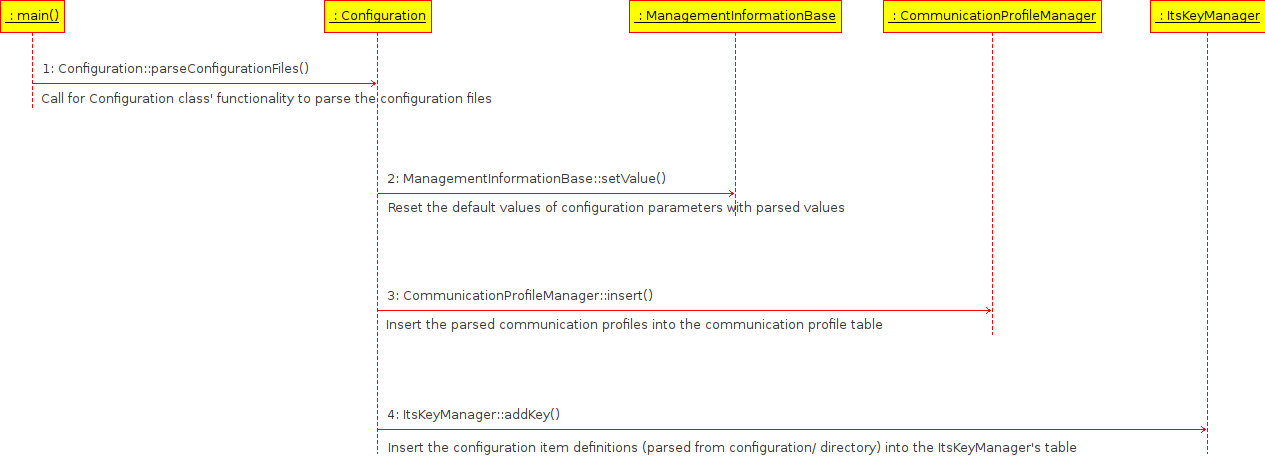 : main()
: Configuration
: ManagementInformationBase
: CommunicationProfileManager
: ItsKeyManager
1: Configuration::parseConfigurationFiles()
Call for Configuration class' functionality to parse the configuration files
2: ManagementInformationBase::setValue()
Reset the default values of configuration parameters with parsed values
3: CommunicationProfileManager::insert()
Insert the parsed communication profiles into the communication profile table
4: ItsKeyManager::addKey()
Insert the configuration item definitions (parsed from configuration/ directory) into the ItsKeyManager's table